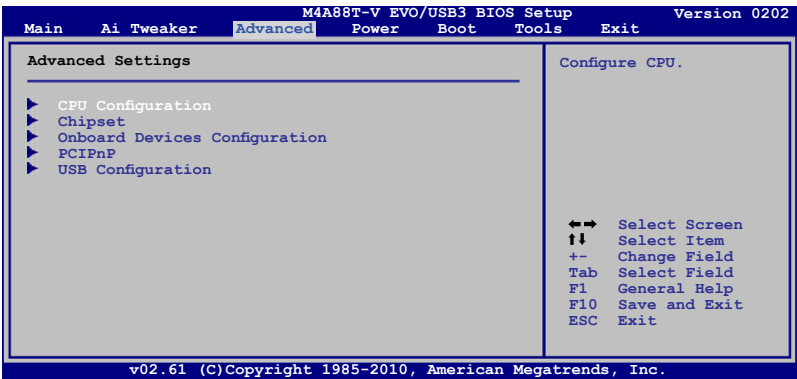 M4A88T-V EVO/USB3 BIOS Setup Version 0202
Main Ai Tweaker Advanced Power Boot Tools Exit
Advanced Settings
CPU Configuration
Chipset
Onboard Devices Configuration
PCIPnP
USB Configuration
Configure CPU.
←→ Select Screen
↑↓ Select Item
+- Change Field
Tab Select Field
F1 General Help
F10 Save and Exit
ESC Exit
v02.61 (C)Copyright 1985-2010, American Megatrends, Inc.